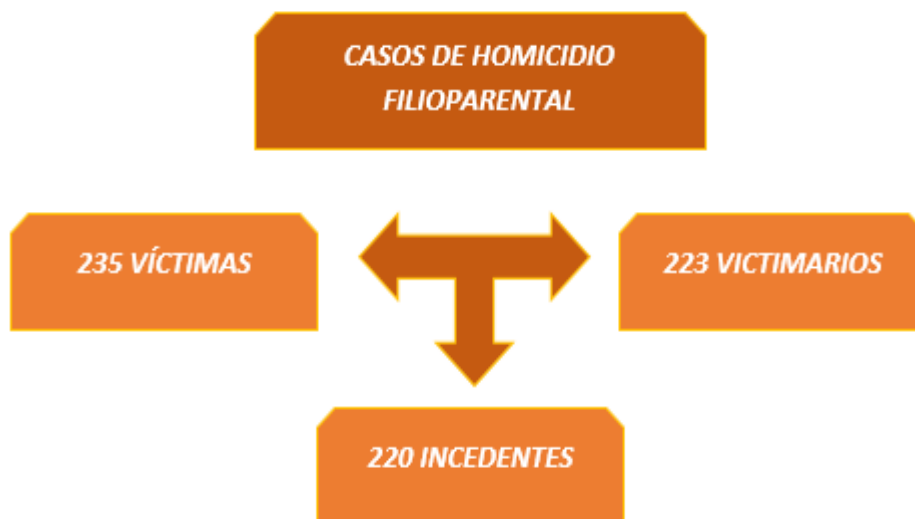 CASOS DE HOMICIDIO
FILIOPARENTAL
235 VÍCTIMAS
223 VICTIMARIOS
220 INCEDENTES